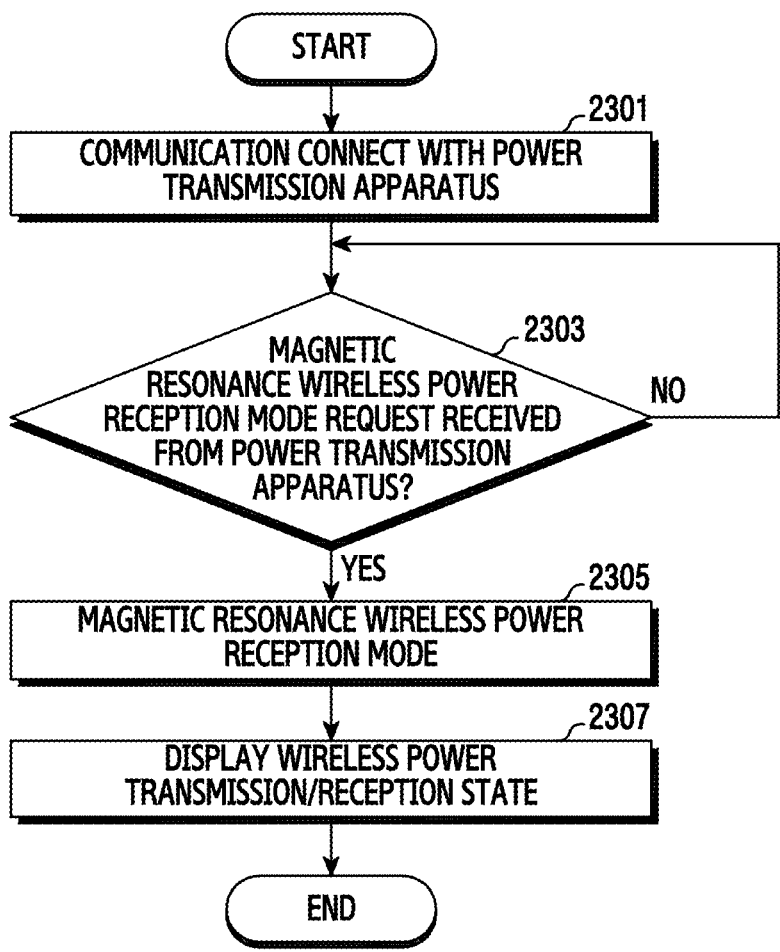 START
2301
COMMUNICATION CONNECT WITH POWER
TRANSMISSION APPARATUS
2303
MAGNETIC
RESONANCE WIRELESS POWER
RECEPTION MODE REQUEST RECEIVED
FROM POWER TRANSMISSION
APPARATUS?
NO
YES
2305
MAGNETIC RESONANCE WIRELESS POWER
RECEPTION MODE
2307
DISPLAY WIRELESS POWER
TRANSMISSION/RECEPTION STATE
END